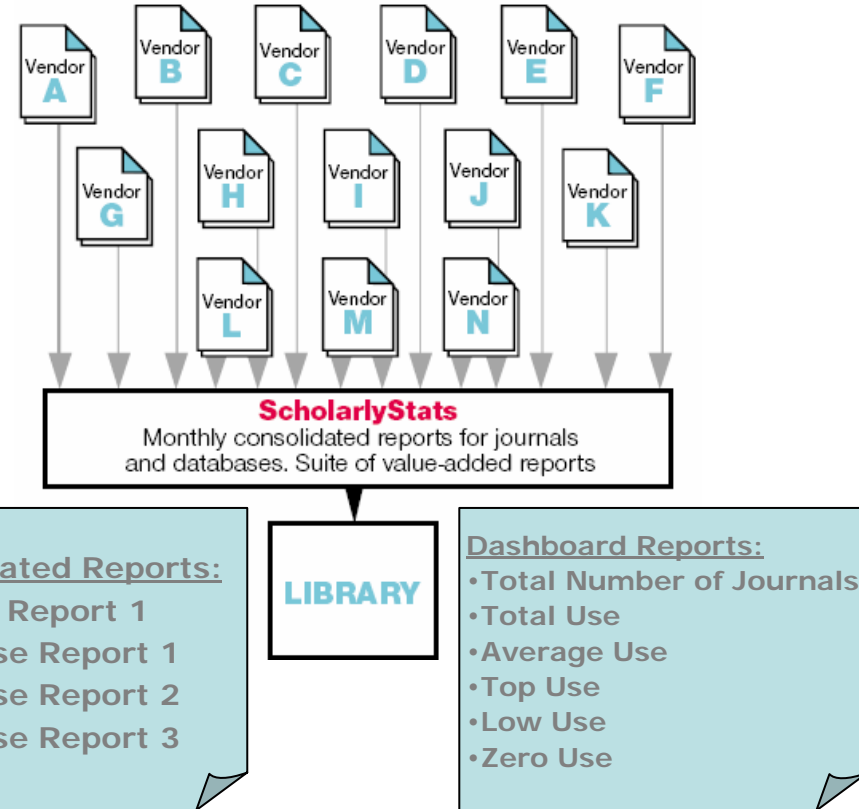 Vendor
A
Vendor
B
Vendor
C
Vendor
D
Vendor
E
Vendor
F
Vendor
G
Vendor
H
Vendor
I
Vendor
J
Vendor
K
Vendor
L
Vendor
M
Vendor
N
ScholarlyStats
Monthly consolidated reports for journals
and databases. Suite of value-added reports
LIBRARY
Reports:
Report 1
Report 1
Report 2
Report 3
Dashboard Reports:
•Total Number of Journals
•Total Use
•Average Use
•Top Use
•Low Use
•Zero Use